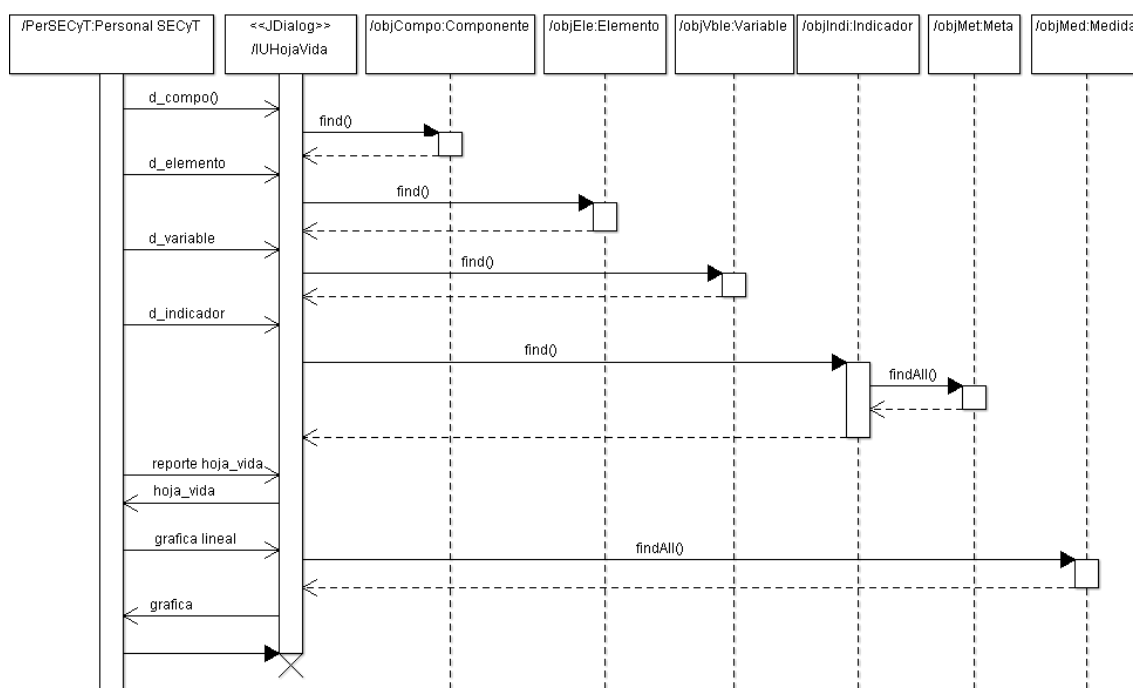 /PerSECyT:Personal SECyT
<<JDialog>>
/IUHojaVida
/objCompo:Componente
/objEle:Elemento
/objVble:Variable
/objIndi:Indicador
/objMet:Meta
/objMed:Medida
d_compo()
find()
d_elemento
find()
d_variable
find()
d_indicador
find()
findAll()
reporte hoja_vida
hoja_vida
grafica lineal
findAll()
grafica